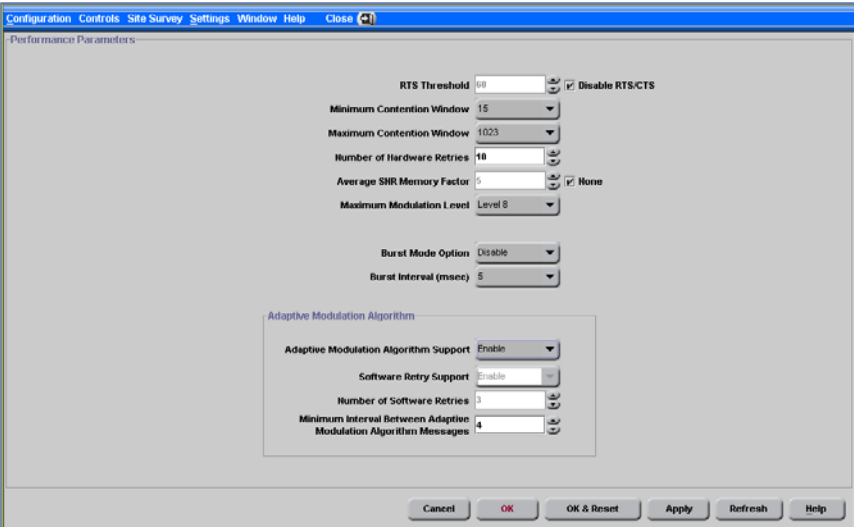 Configuration Controls Site Survey Settings Window Help Close
Performance Parameters
RTS Threshold 60 Disable RTS/CTS
Minimum Contention Window 15
Maximum Contention Window 1023
Number of Hardware Retries 10
Average SNR Memory Factor 5 None
Maximum Modulation Level Level 8
Burst Mode Option Disable
Burst Interval (msec) 5
Adaptive Modulation Algorithm
Adaptive Modulation Algorithm Support Enable
Software Retry Support Enable
Number of Software Retries 3
Minimum Interval Between Adaptive
Modulation Algorithm Messages 4
Cancel OK OK & Reset Apply Refresh Help